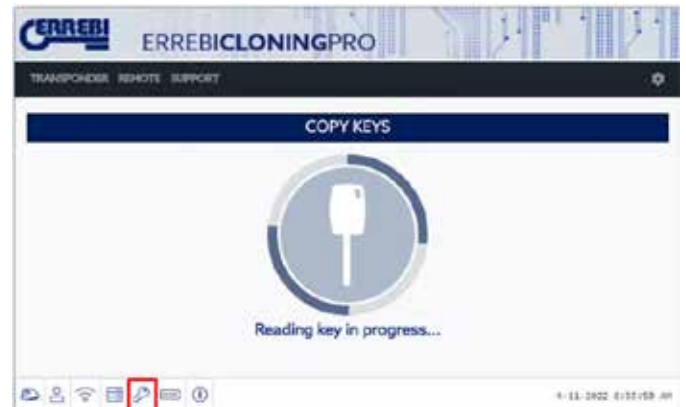 ERREBI
ERREBICLONINGPRO
TRANSPONDER REMOTE SUPPORT
COPY KEYS
Reading key in progress...